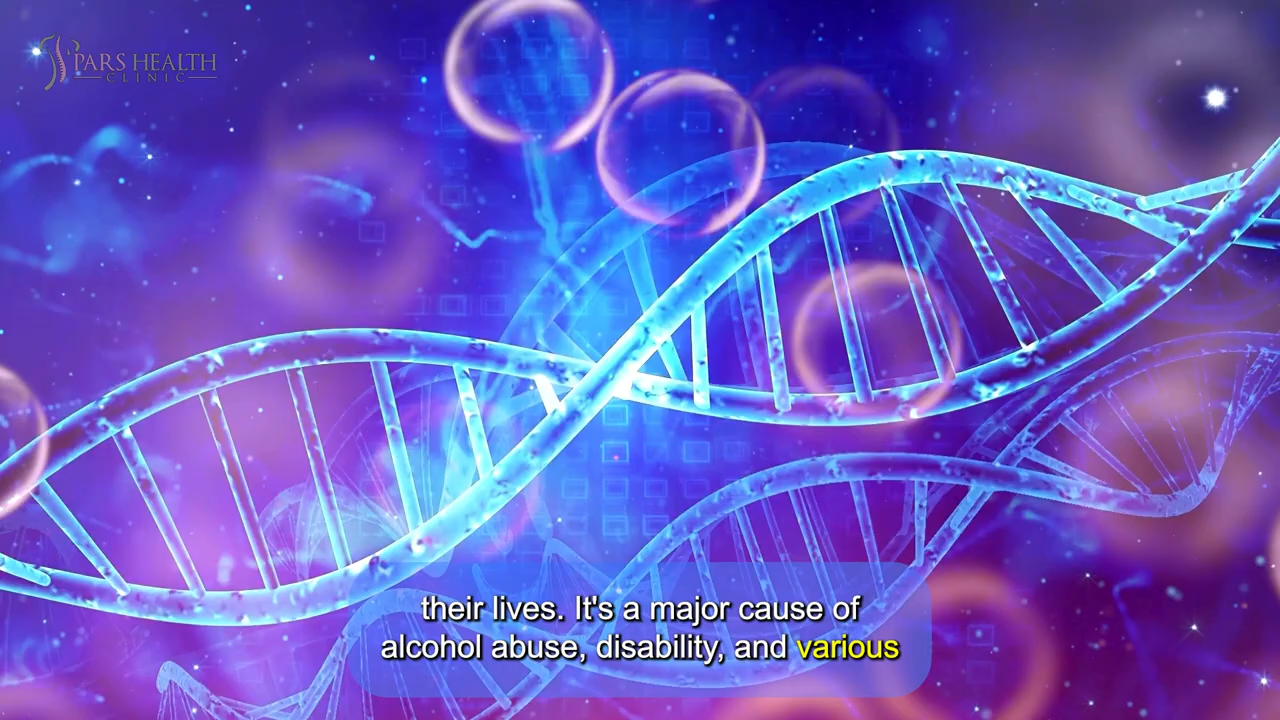 PARS HEALTH
CLINIC
their lives. It's a major cause of
alcohol abuse, disability, and various